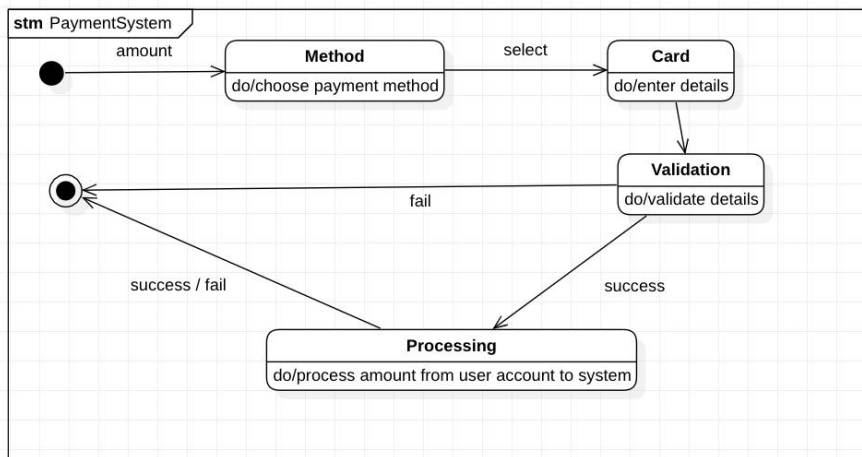 stm PaymentSystem
amount
Method
do/choose payment method
select
Card
do/enter details
Validation
do/validate details
fail
success / fail
success
Processing
do/process amount from user account to system